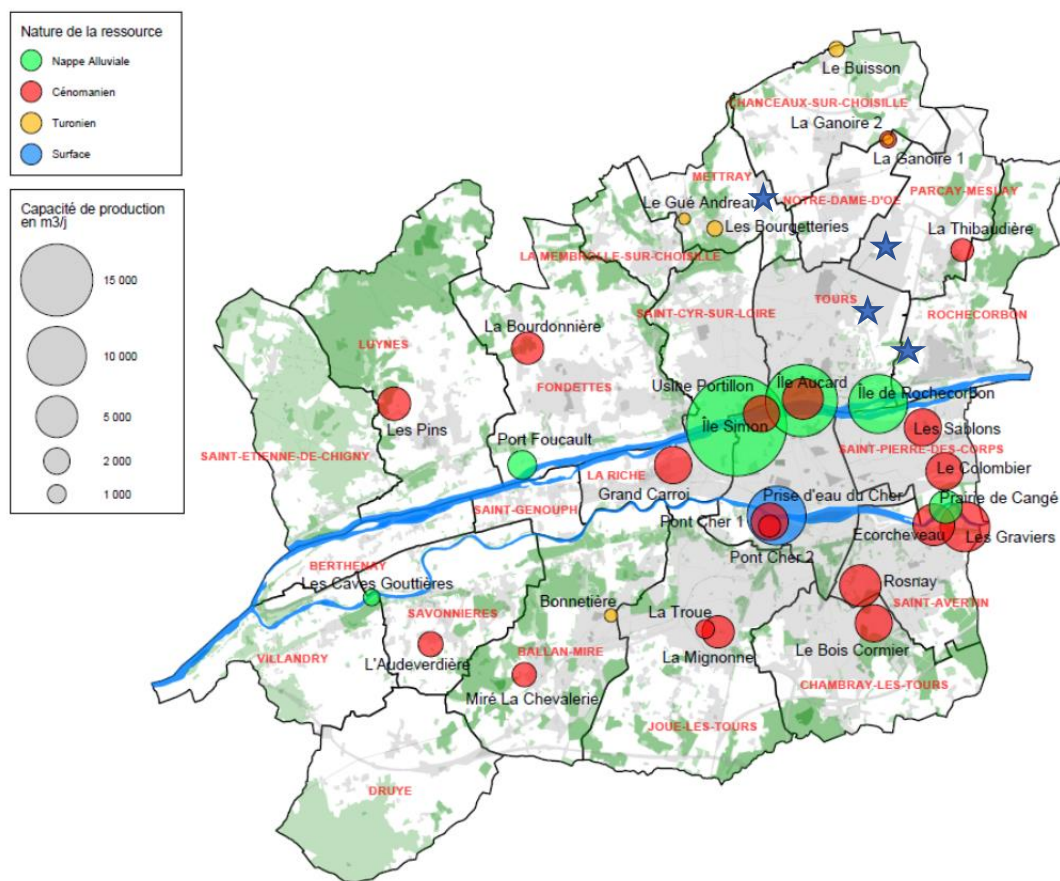 Nature de la ressource
Nappe Alluviale
Cénomanien
Turonien
Surface
Capacité de production
en m3/j
15 000
10 000
5 000
2 000
1 000
Le Buisson
CHANCEAUX-SUR-CHOISILLE
La Ganoire 2
La Ganoire 1
METTRAY
PARCAY-MESLAY
NOTRE-DAME-D'OE
Le Gué Andreau
Les Bourgetteries
La Thibaudière
LA MEMBROLLE-SUR-CHOISILLE
TOURS
SAINT-CYR-SUR-LOIRE
ROCHECORBON
La Bourdonnière
LUYNES
FONDETTES
Usine Portillon
Île Aucard
Île de Rochecorbon
Les Pins
Île Simon
Les Sablons
Port Foucault
SAINT-PIERRE-DES-CORPS
SAINT-ETIENNE-DE-CHIGNY
LA RICHE
Le Colombier
Grand Carroi
Prise d'eau du Cher
Prairie de Cangé
SAINT-GENOUPH
Pont Cher 1
Ecorcheveau
Les Graviers
Pont Cher 2
BERTHENAY
Les Caves Gouttières
Rosnay
Bonnetière
SAINT-AVERTIN
SAVONNIERES
La Troue
Le Bois Cormier
BALLAN-MIRE
La Mignonne
VILLANDRY
L'Audeverdière
CHAMBRAY-LES-TOURS
Miré La Chevalerie
JOUE-LES-TOURS
DRUYE